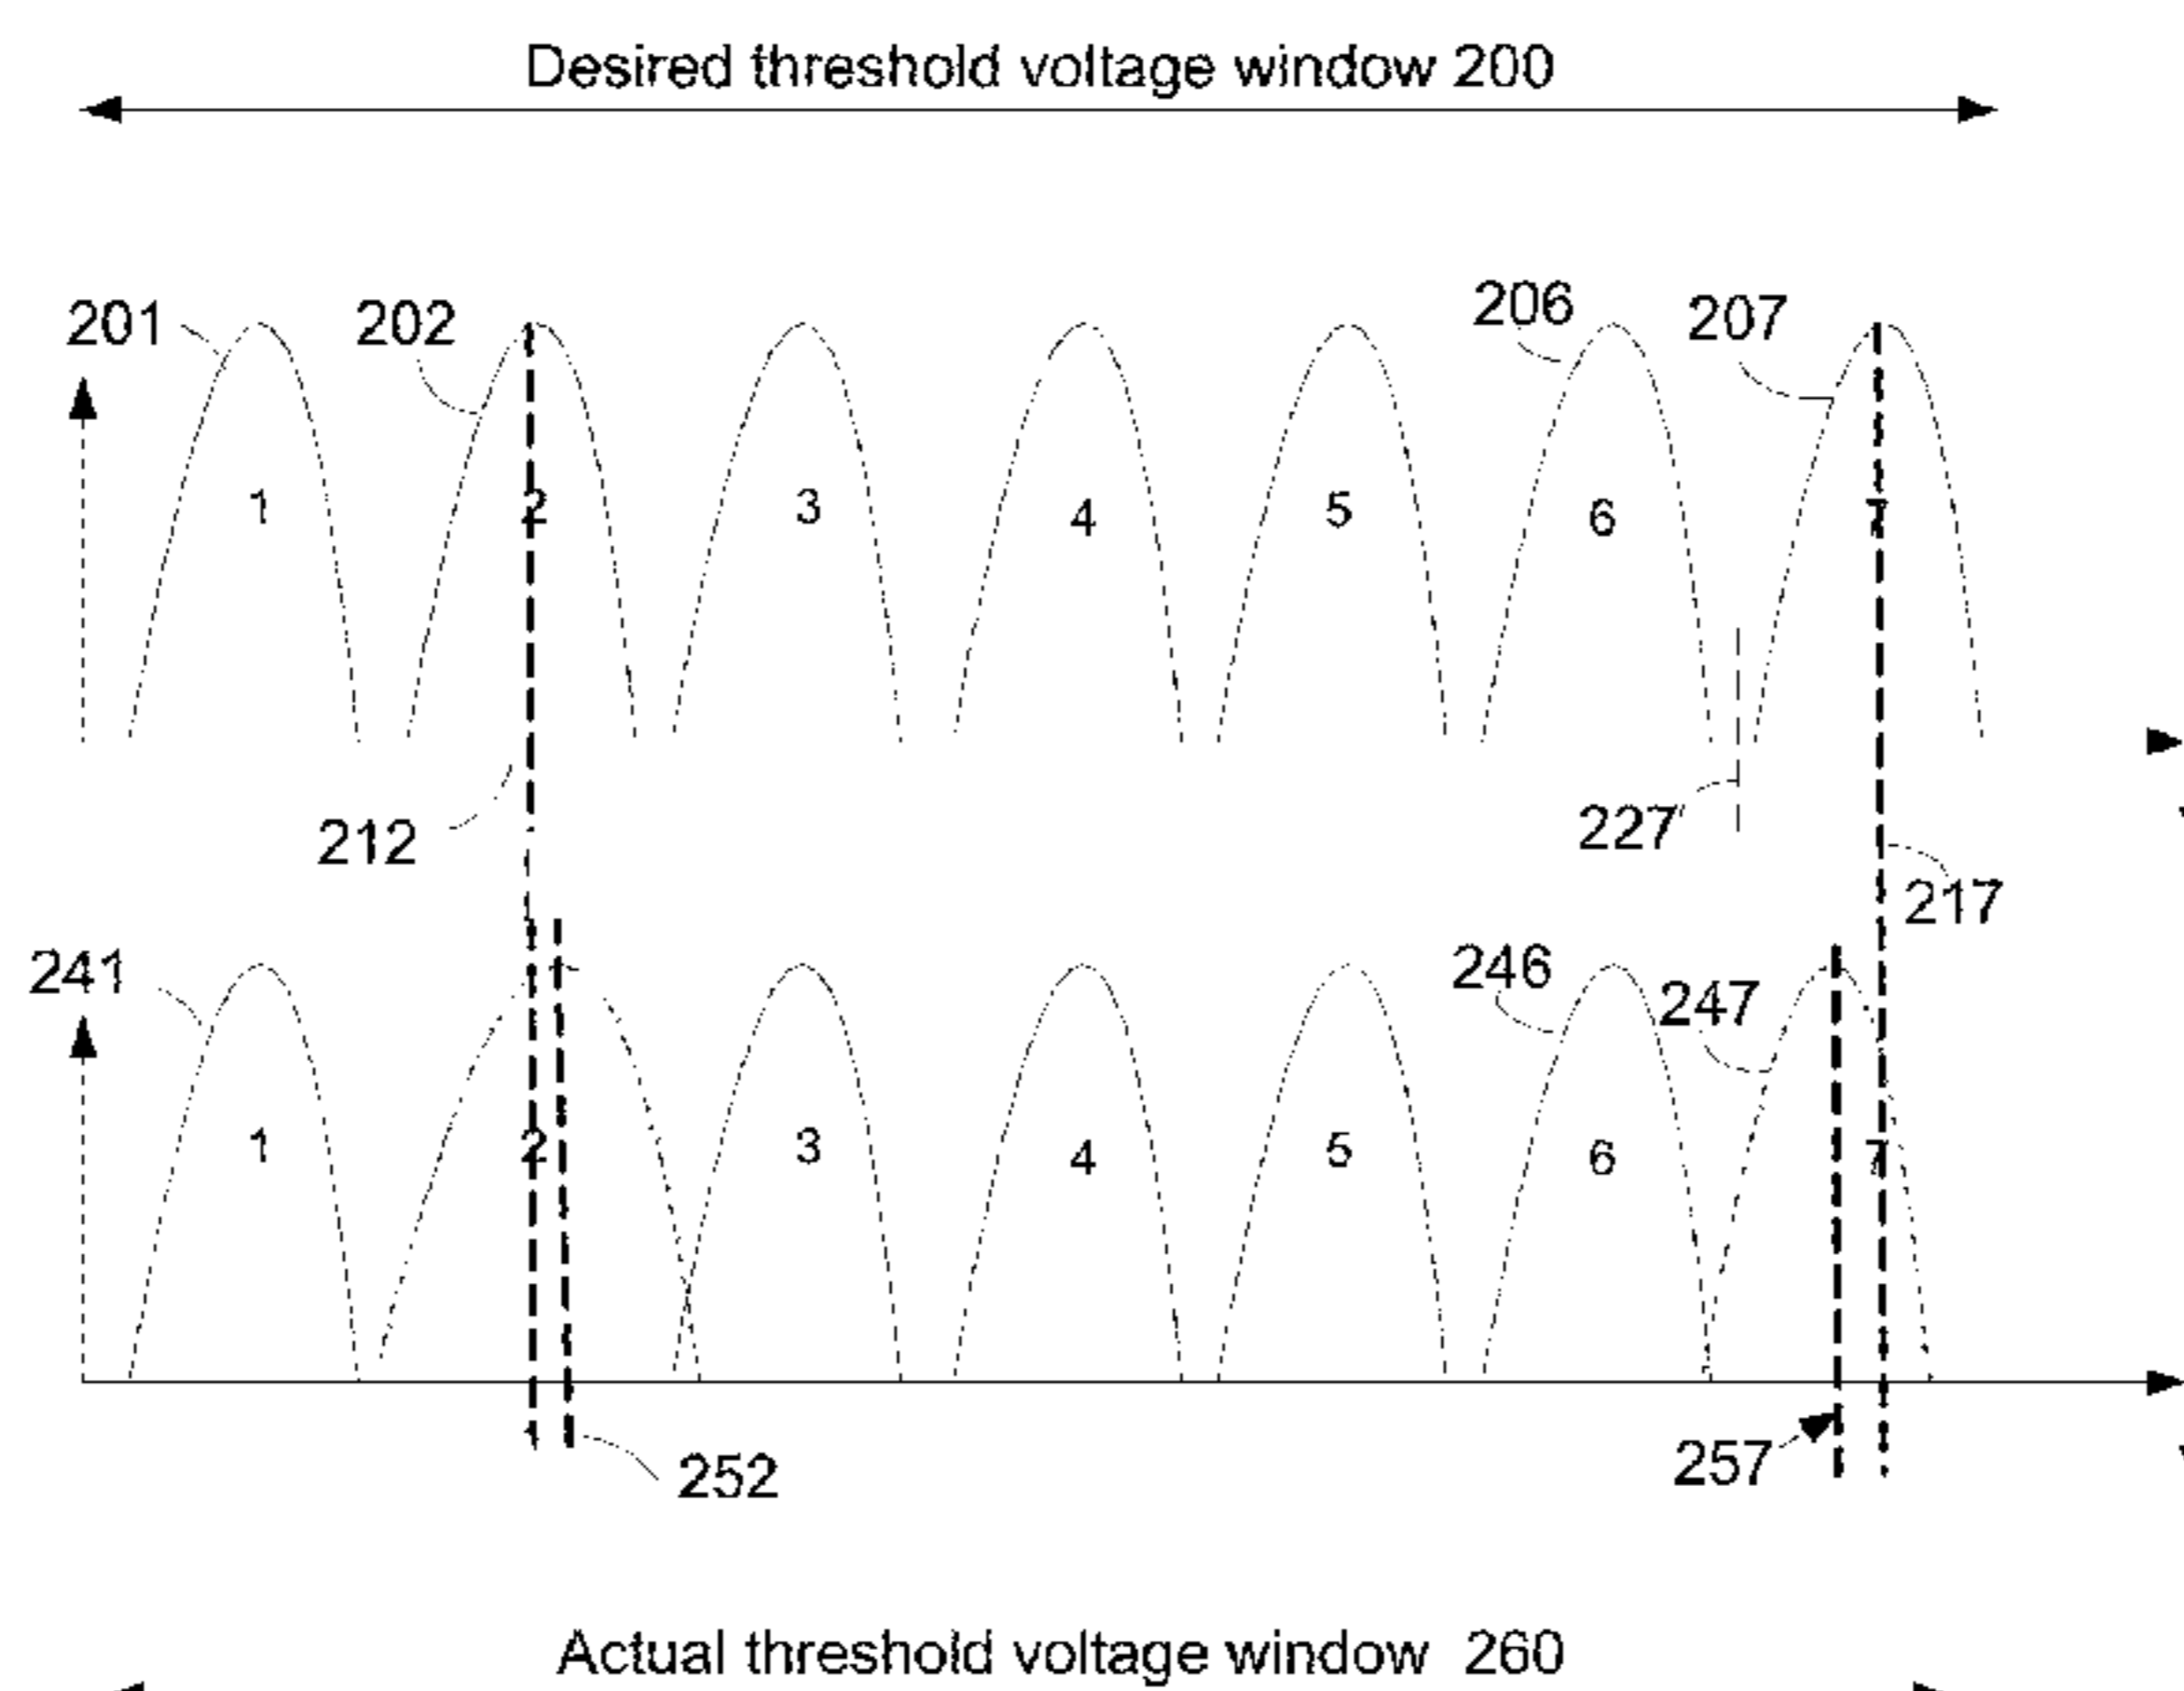 Desired threshold voltage window 200
201 202 206 207
1 2 3 4 5 6 7
212 227 217
241 246 247
1 2 3 4 5 6 7
252 257
Actual threshold voltage window 260